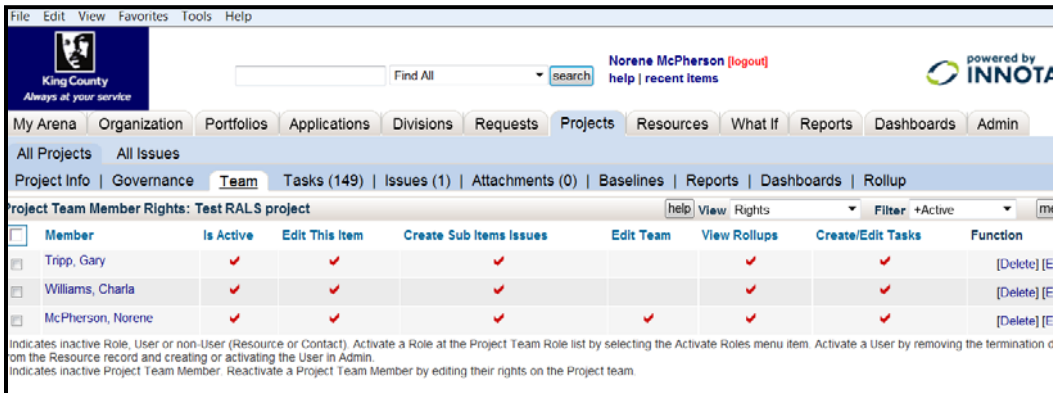 File Edit View Favorites Tools Help
King County
Always at your service
Find All search
Norene McPherson [logout]
help | recent items
powered by
INNOTA
My Arena Organization Portfolios Applications Divisions Requests Projects Resources What If Reports Dashboards Admin
All Projects All Issues
Project Info | Governance Team Tasks (149) | Issues (1) | Attachments (0) | Baselines | Reports | Dashboards | Rollup
Project Team Member Rights: Test RALS project help View Rights Filter +Active me
Member Is Active Edit This Item Create Sub Items Issues Edit Team View Rollups Create/Edit Tasks Function
Tripp, Gary [Delete] [E
Williams, Charla [Delete] [E
McPherson, Norene [Delete] [E
Indicates inactive Role, User or non-User (Resource or Contact). Activate a Role at the Project Team Role list by selecting the Activate Roles menu item. Activate a User by removing the termination d
om the Resource record and creating or activating the User in Admin.
Indicates inactive Project Team Member. Reactivate a Project Team Member by editing their rights on the Project team.